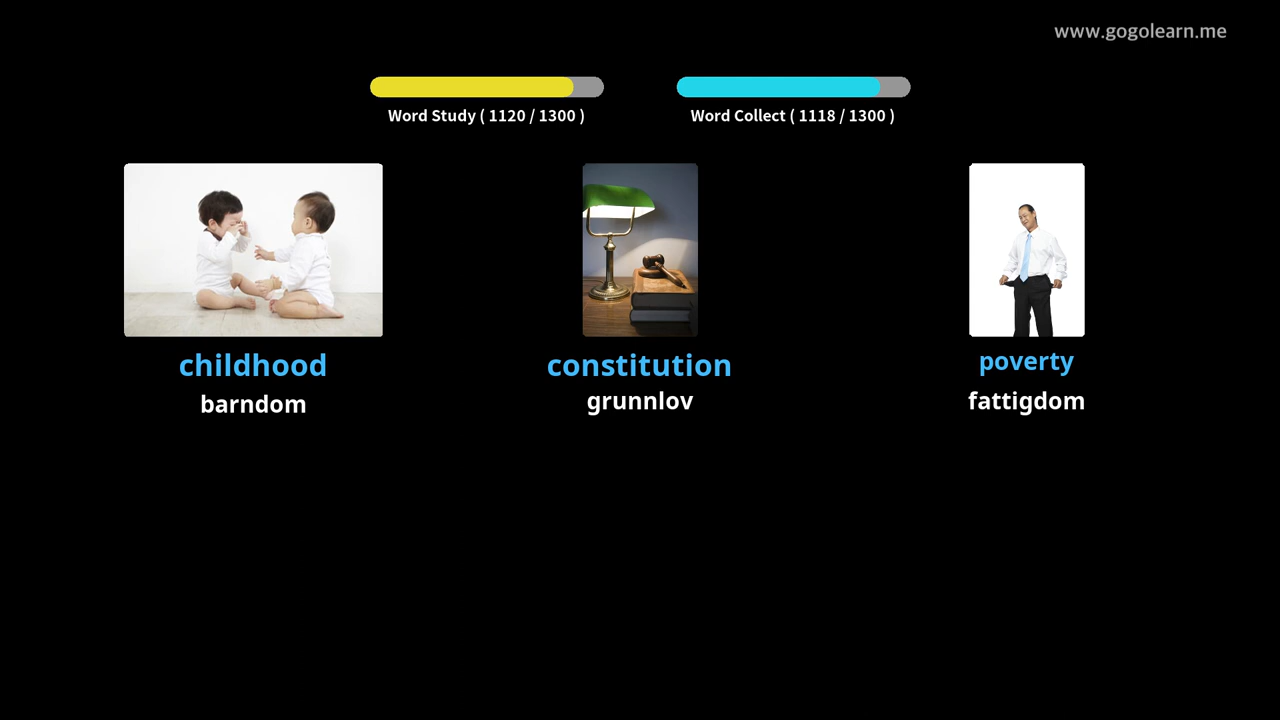 www.gogolearn.me
Word Study ( 1120 / 1300 )
Word Collect ( 1118 / 1300 )
childhood
barndom
constitution
grunnlov
poverty
fattigdom